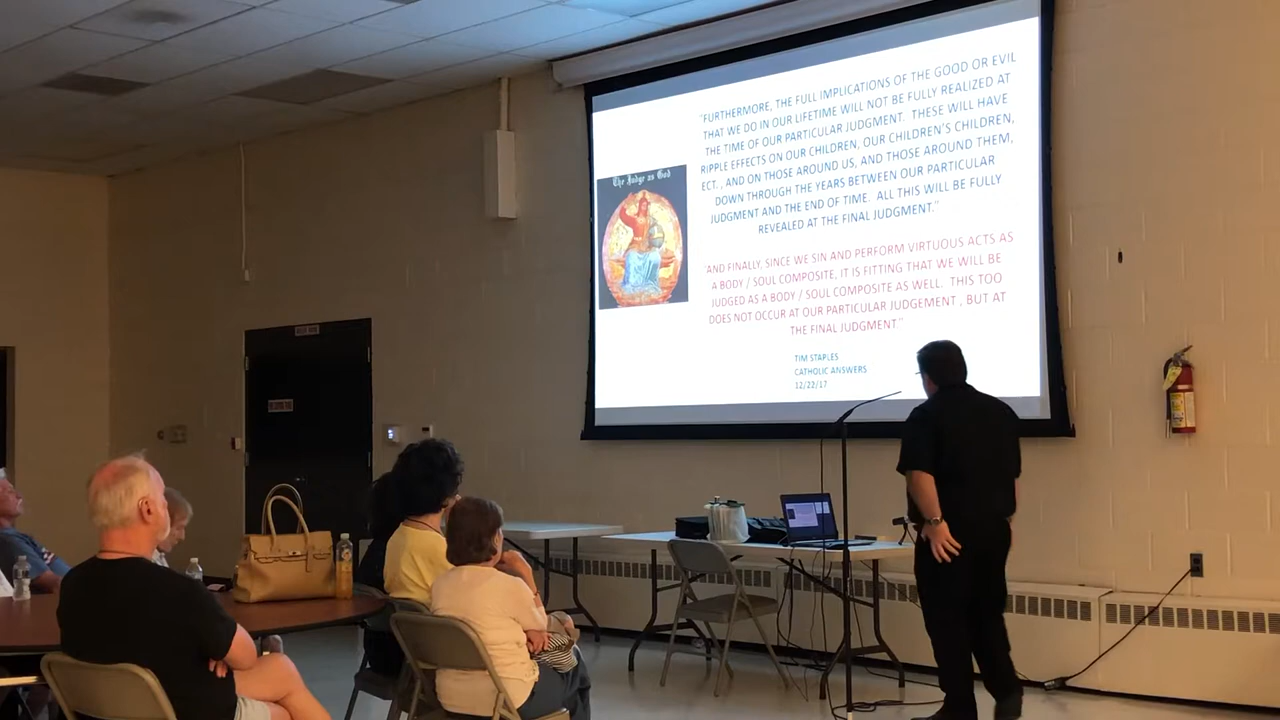 "FURTHERMORE, THE FULL IMPLICATIONS OF THE GOOD OR EVIL
THAT WE DO IN OUR LIFETIME WILL NOT BE FULLY REALIZED AT
THE TIME OF OUR PARTICULAR JUDGMENT. THESE WILL HAVE
RIPPLE EFFECTS ON OUR CHILDREN, OUR CHILDREN'S CHILDREN,
ECT. , AND ON THOSE AROUND US, AND THOSE AROUND THEM,
DOWN THROUGH THE YEARS BETWEEN OUR PARTICULAR
JUDGMENT AND THE END OF TIME. ALL THIS WILL BE FULLY
REVEALED AT THE FINAL JUDGMENT."
The Judge as God
"AND FINALLY, SINCE WE SIN AND PERFORM VIRTUOUS ACTS AS
A BODY / SOUL COMPOSITE, IT IS FITTING THAT WE WILL BE
JUDGED AS A BODY / SOUL COMPOSITE AS WELL. THIS TOO
DOES NOT OCCUR AT OUR PARTICULAR JUDGEMENT , BUT AT
THE FINAL JUDGMENT."
TIM STAPLES
CATHOLIC ANSWERS
12/22/17